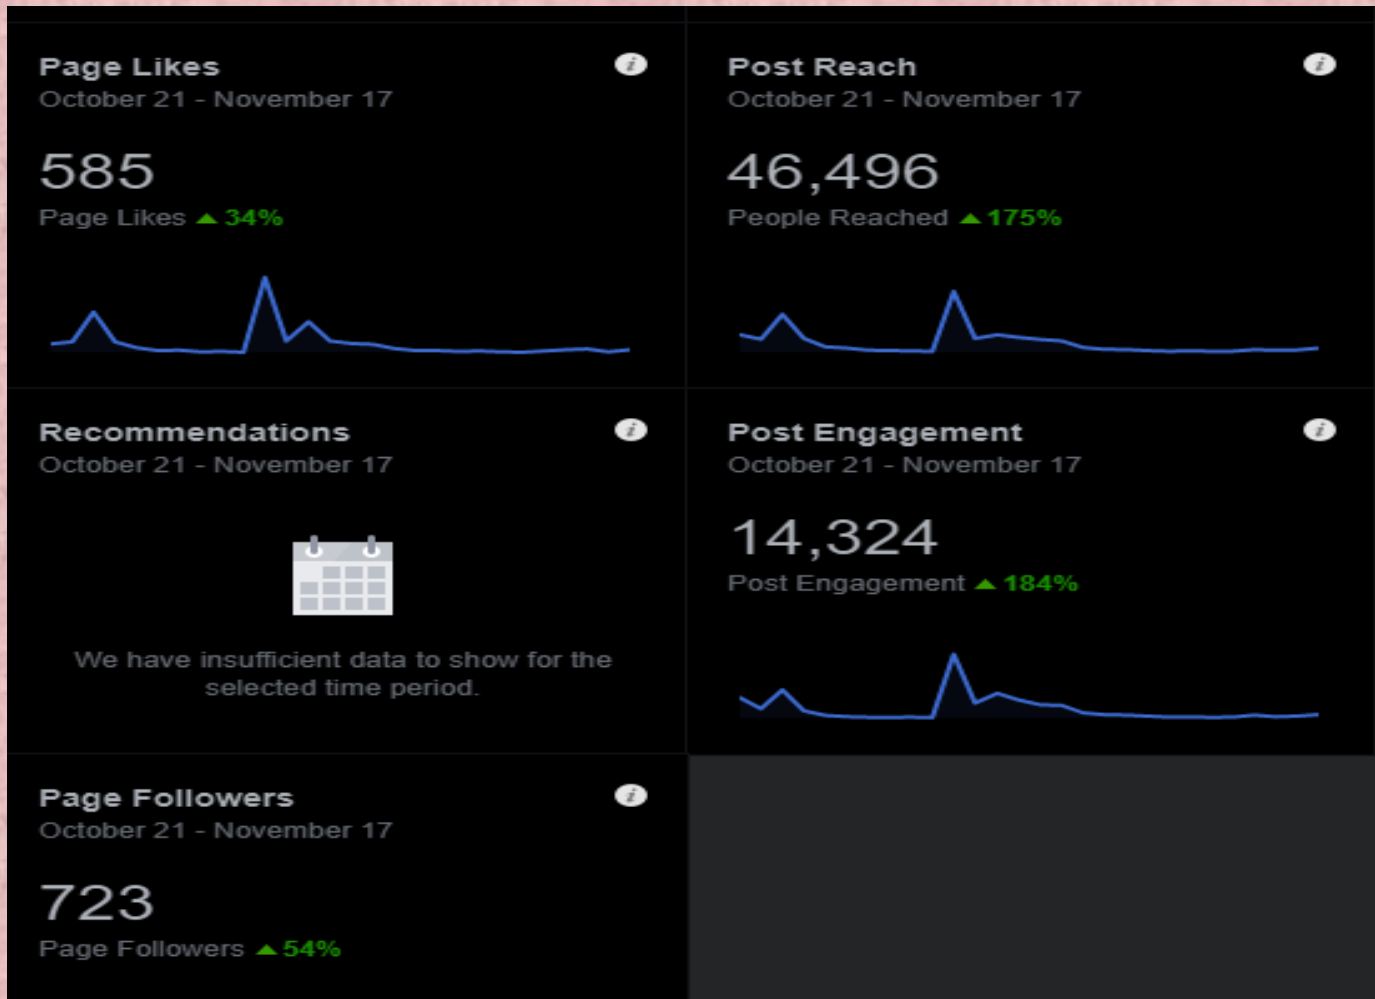 Page Likes
October 21 - November 17
585
Page Likes ▲ 34%
Post Reach
October 21 - November 17
46,496
People Reached ▲ 175%
Recommendations
October 21 - November 17
We have insufficient data to show for the
selected time period.
Post Engagement
October 21 - November 17
14,324
Post Engagement ▲ 184%
Page Followers
October 21 - November 17
723
Page Followers ▲ 54%